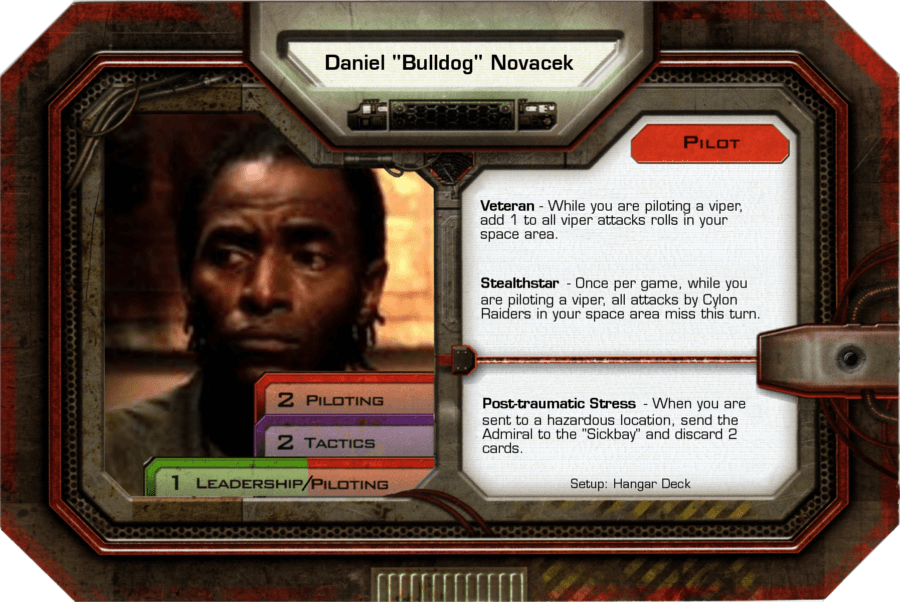 Daniel "Bulldog" Novacek
PILOT
Veteran - While you are piloting a viper,
add 1 to all viper attacks rolls in your
space area.
Stealthstar - Once per game, while you
are piloting a viper, all attacks by Cylon
Raiders in your space area miss this turn.
Post-traumatic Stress - When you are
sent to a hazardous location, send the
Admiral to the "Sickbay" and discard 2
cards.
Setup: Hangar Deck
2 PILOTING
2 TACTICS
1 LEADERSHIP/PILOTING